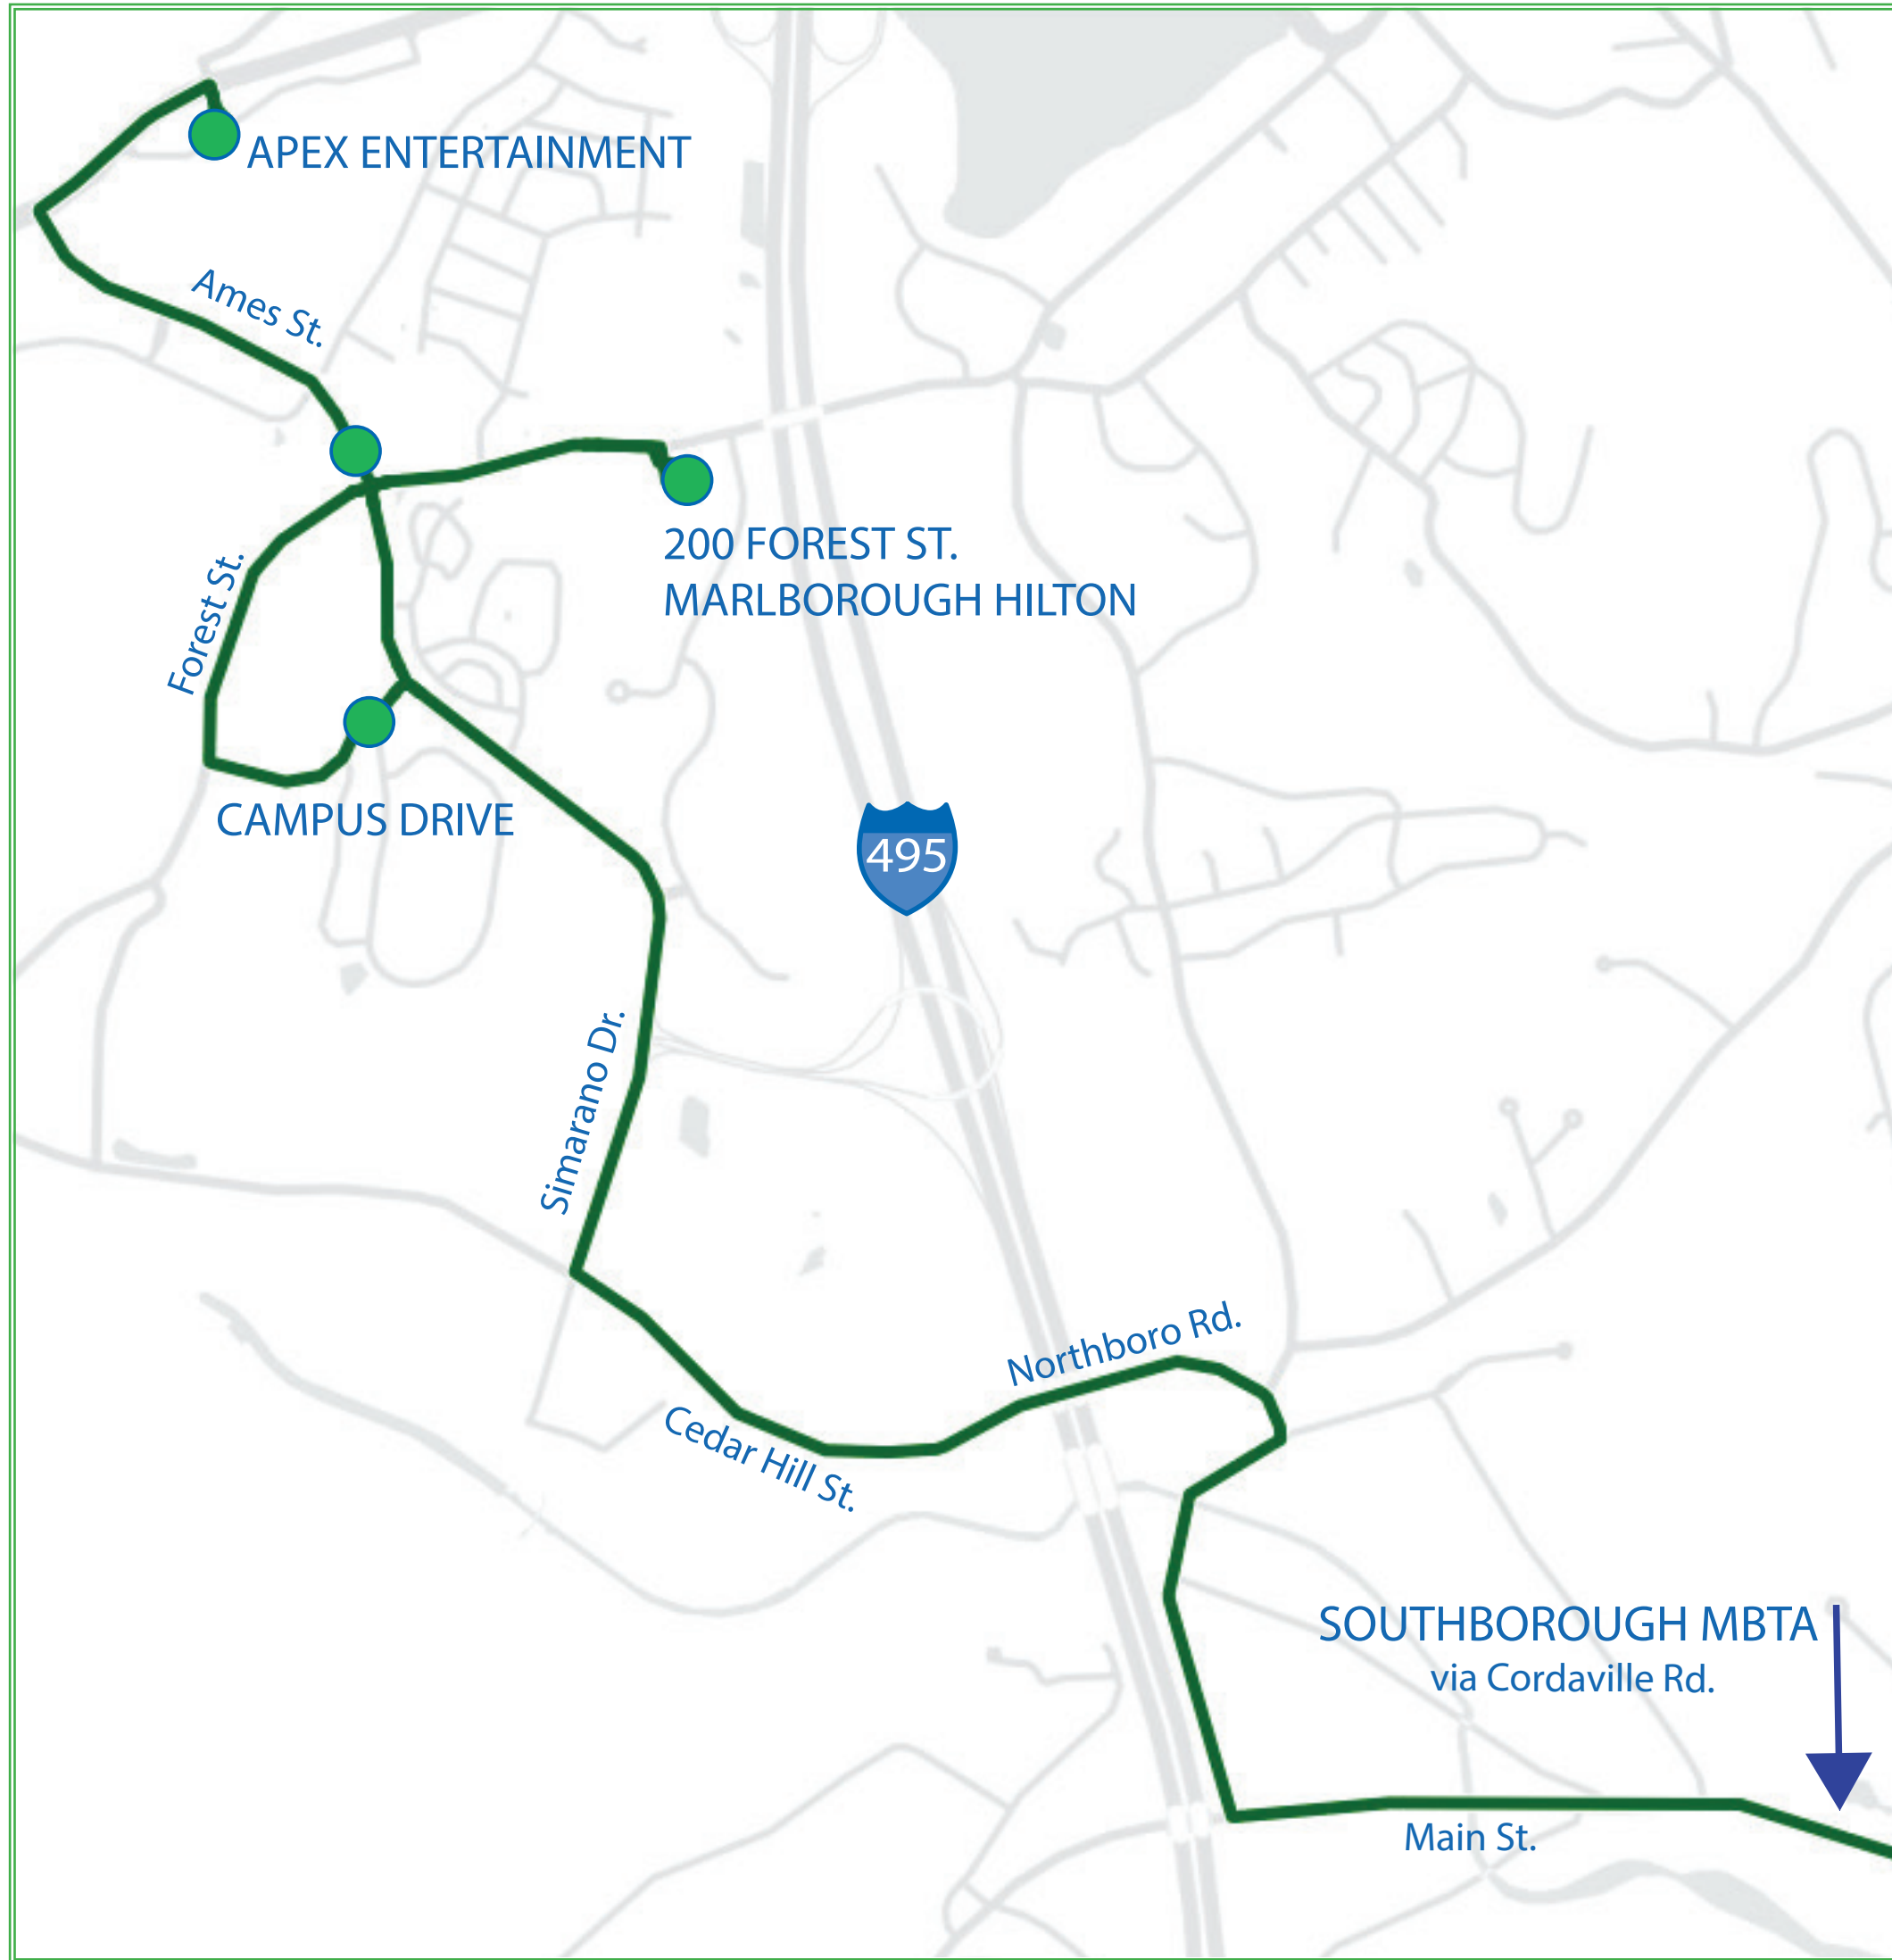 APEX ENTERTAINMENT
Ames St.
200 FOREST ST.
MARLBOROUGH HILTON
Forest St.
CAMPUS DRIVE
495
Simarano Dr.
Northboro Rd.
Cedar Hill St.
SOUTHBOROUGH MBTA
via Cordaville Rd.
Main St.